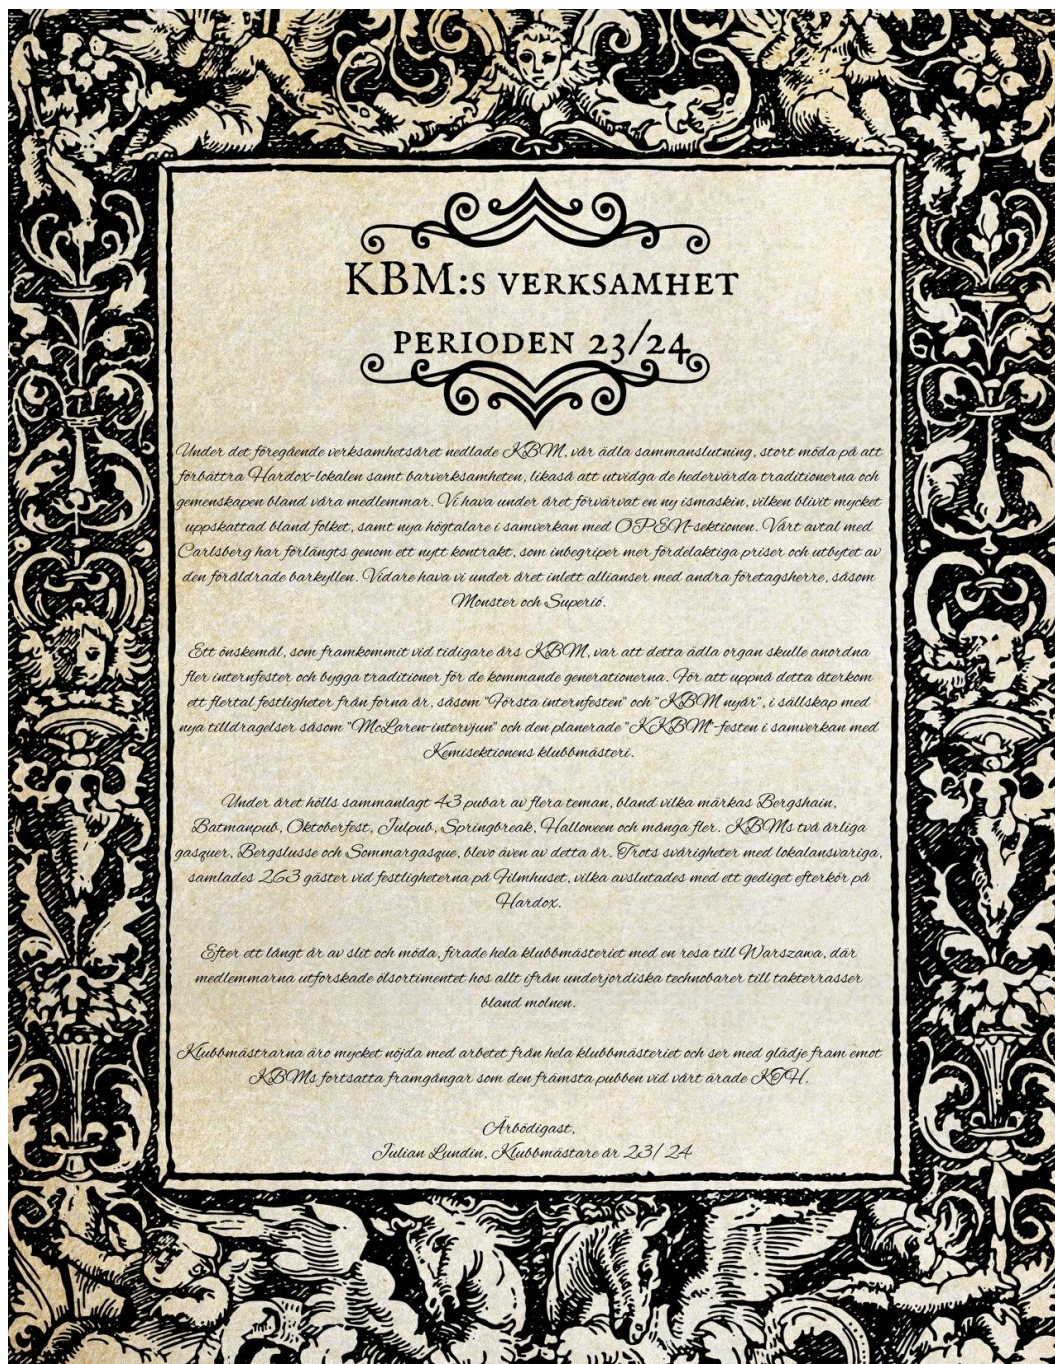 KBM:s verksamhet
perioden 23/24
Under det föregående verksamhetsåret nedlade KBM, vår ädla sammanslutning, stort möda på att
förbättra Hardox-lokalen samt barverksamheten, likaså att utvidga de hedervärda traditionerna och
gemenskapen bland våra medlemmar. Vi hava under året förvärvat en ny ismaskin, vilken blivit mycket
uppskattad bland folket, samt nya högtalare i samverkan med OPEN-sektionen. Vårt avtal med
Carlsberg har förlängts genom ett nytt kontrakt, som inbegriper mer fördelaktiga priser och utbytet av
den föråldrade barkyllen. Vidare hava vi under året inlett allianser med andra företagsherre, såsom
Monster och Superió.
Ett önskemål, som framkommit vid tidigare års KBM, var att detta ädla organ skulle anordna
fler internfester och bygga traditioner för de kommande generationerna. För att uppnå detta återkom
ett flertal festligheter från forna år, såsom "Första internfesten" och "KBM nyår", i sällskap med
nya tilldragelser såsom "McLaren-intervjun" och den planerade "KKBM"-festen i samverkan med
Kemisektionens klubbmästeri.
Under året hölls sammanlagt 43 pubar av flera teman, bland vilka märkas Bergshain,
Batmanpub, Oktoberfest, Julpub, Springbreak, Halloween och många fler. KBMs två årliga
gasquer, Bergslusse och Sommargasque, blevo även av detta år. Trots svårigheter med lokalansvariga,
samlades 263 gäster vid festligheterna på Filmhuset, vilka avslutades med ett gediget efterkör på
Hardox.
Efter ett långt år av slit och möda, firade hela klubbmästeriet med en resa till Warszawa, där
medlemmarna utforskade ölsortimentet hos allt ifrån underjordiska technobarer till takterrasser
bland molnen.
Klubbmästrarna äro mycket nöjda med arbetet från hela klubbmästeriet och ser med glädje fram emot
KBMs fortsatta framgångar som den främsta pubben vid vårt ärade KTH.
Ärbödigast,
Julian Lundin, Klubbmästare år 23/24